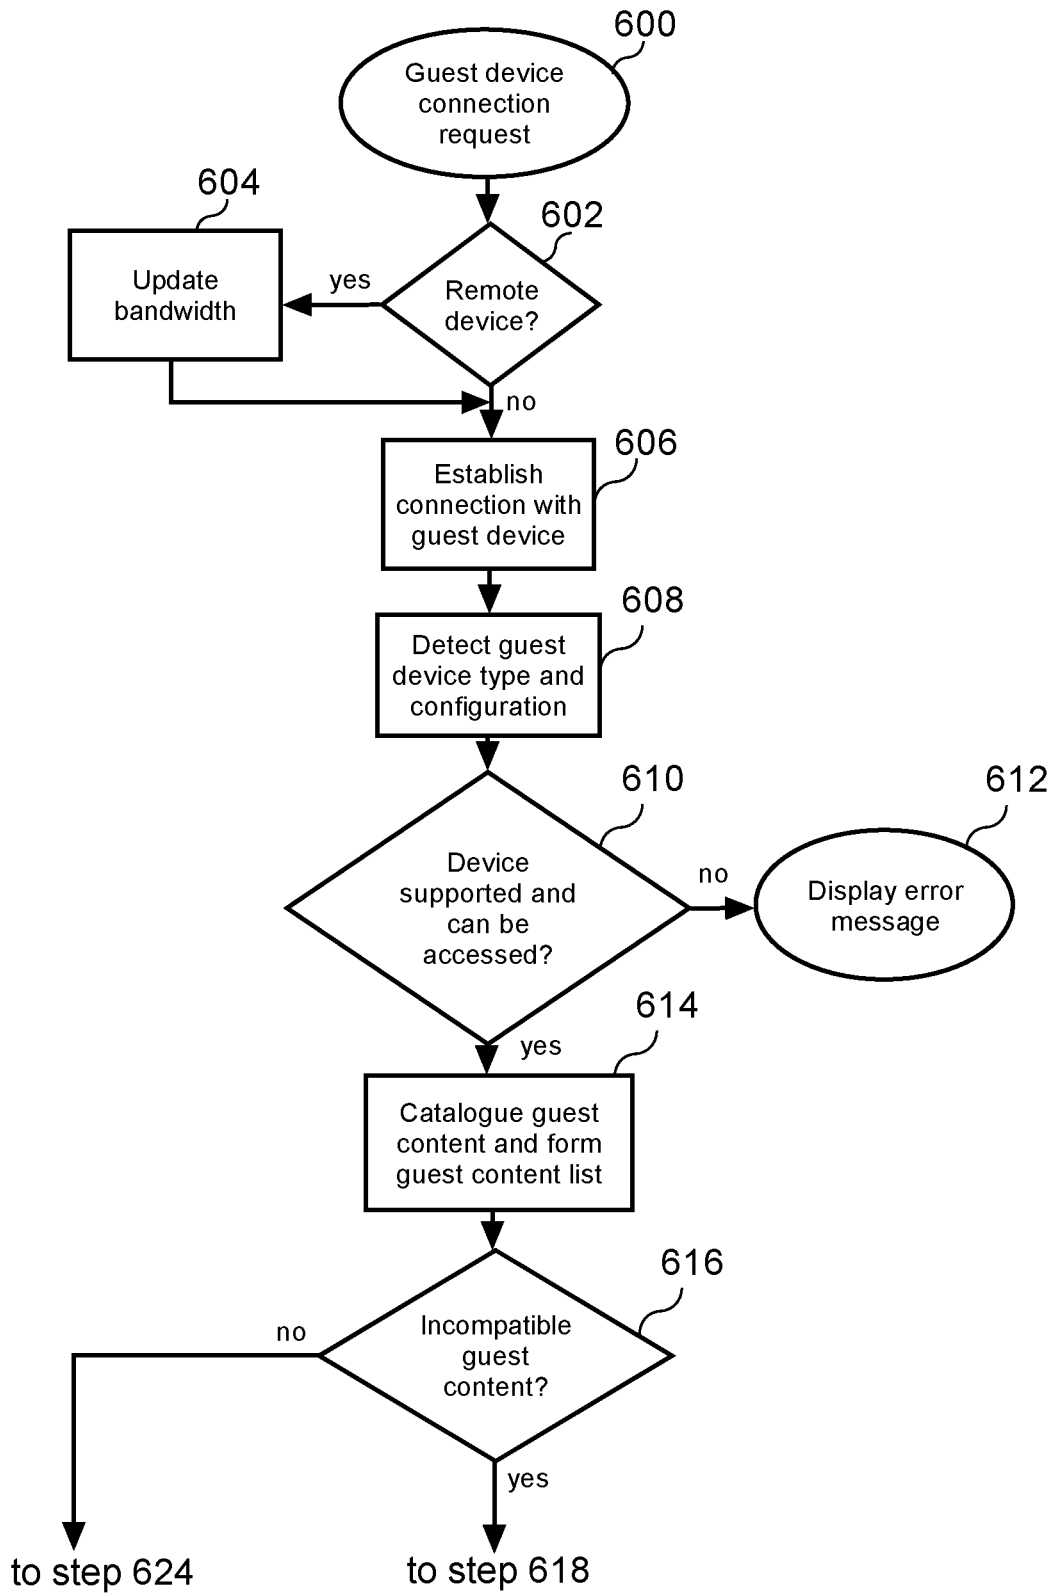 600
Guest device
connection
request
604
602
Update
bandwidth
yes
Remote
device?
no
606
Establish
connection with
guest device
608
Detect guest
device type and
configuration
610
612
Device
supported and
can be
accessed?
no
Display error
message
yes
614
Catalogue guest
content and form
guest content list
616
no
Incompatible
guest
content?
yes
to step 624
to step 618